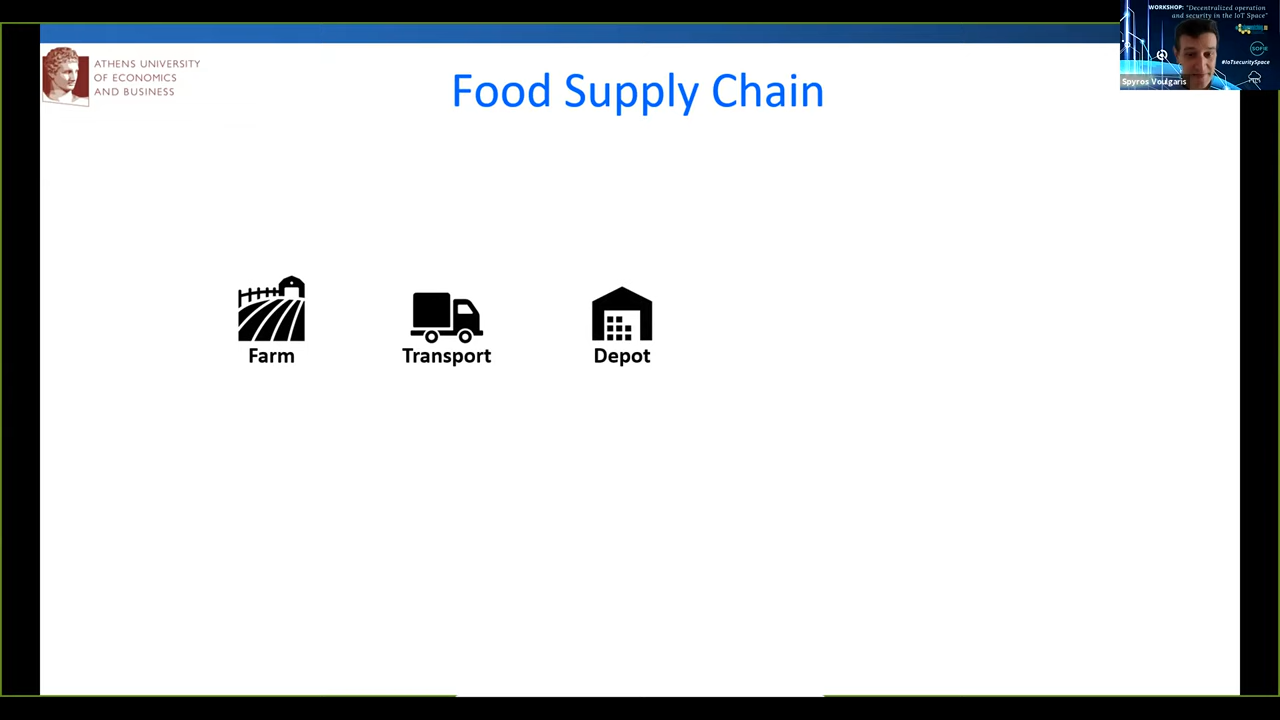 WORKSHOP: "Decentralized operation
and security in the IoT Space"
SOFIE
#IoTsecuritySpace
Spyros Voulgaris
ATHENS UNIVERSITY
OF ECONOMICS
AND BUSINESS
Food Supply Chain
Farm
Transport
Depot